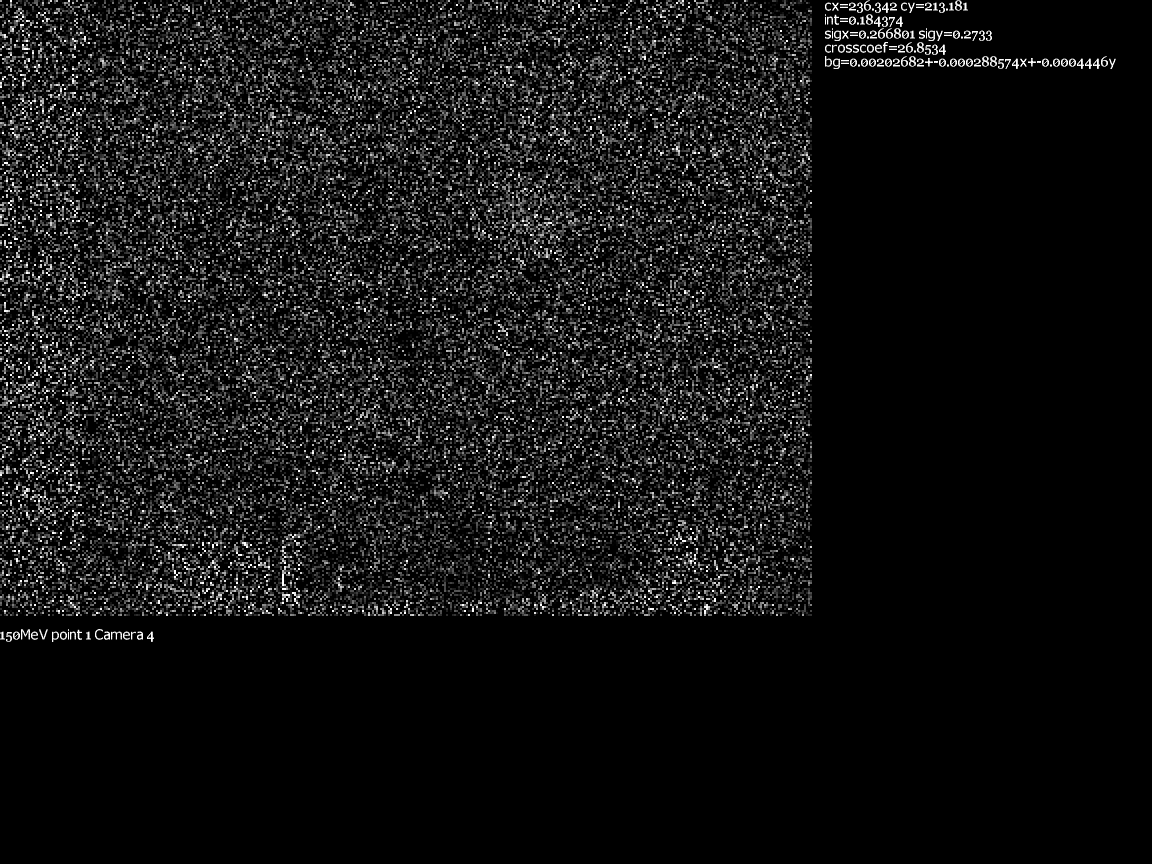 cx=236.342 cy=213.181
int=0.184374
sigx=0.266801 sigy=0.2733
crosscoef=26.8534
bg=0.00202682+-0.000288574x+-0.0004446y
150MeV point 1 Camera 4